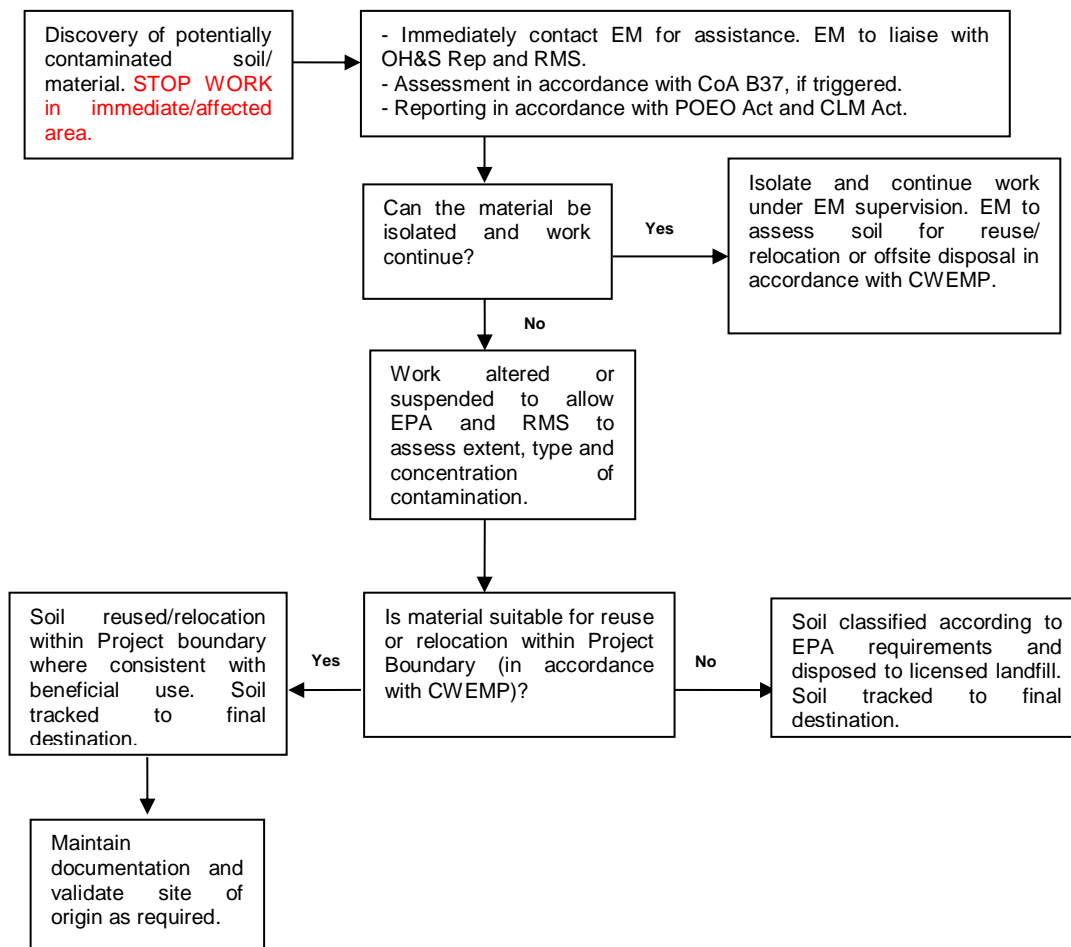 Discovery of potentially
contaminated soil/
material. STOP WORK
in immediate/affected
area.
- Immediately contact EM for assistance. EM to liaise with
OH&S Rep and RMS.
- Assessment in accordance with CoA B37, if triggered.
- Reporting in accordance with POEO Act and CLM Act.
Can the material be
isolated and work
continue?
Yes
Isolate and continue work
under EM supervision. EM to
assess soil for reuse/
relocation or offsite disposal in
accordance with CWEMP.
No
Work altered or
suspended to allow
EPA and RMS to
assess extent, type and
concentration of
contamination.
Soil reused/relocation
within Project boundary
where consistent with
beneficial use. Soil
tracked to final
destination.
Yes
Is material suitable for reuse
or relocation within Project
Boundary (in accordance
with CWEMP)?
No
Soil classified according to
EPA requirements and
disposed to licensed landfill.
Soil tracked to final
destination.
Maintain
documentation and
validate site of
origin as required.